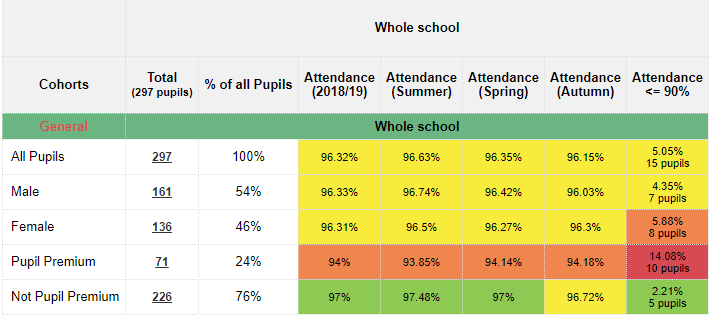 Whole school
Cohorts Total (297 pupils) % of all Pupils Attendance (2018/19) Attendance (Summer) Attendance (Spring) Attendance (Autumn) Attendance <= 90%
General Whole school
All Pupils 297 100% 96.32% 96.63% 96.35% 96.15% 5.05% 15 pupils
Male 161 54% 96.33% 96.74% 96.42% 96.03% 4.35% 7 pupils
Female 136 46% 96.31% 96.5% 96.27% 96.3% 5.88% 8 pupils
Pupil Premium 71 24% 94% 93.85% 94.14% 94.18% 14.08% 10 pupils
Not Pupil Premium 226 76% 97% 97.48% 97% 96.72% 2.21% 5 pupils